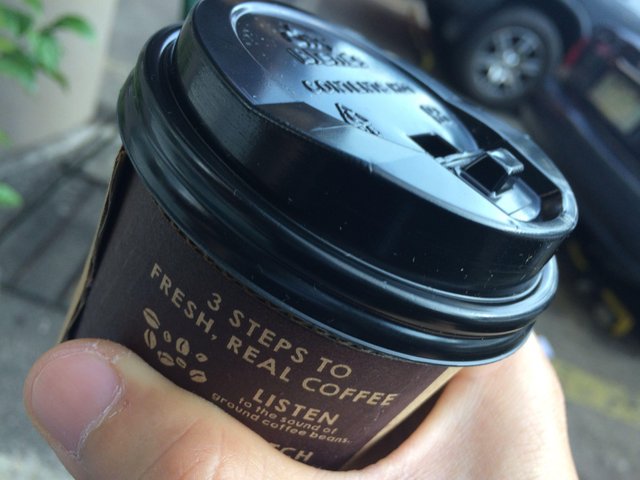 3 STEPS TO
FRESH, REAL COFFEE
LISTEN
to the sound of
ground coffee beans.